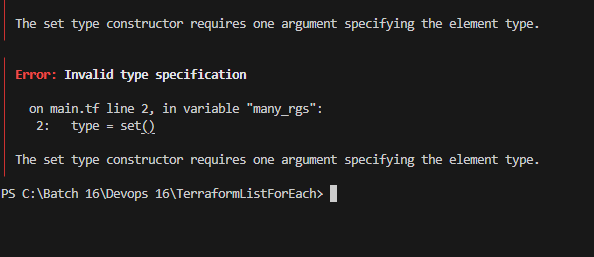 The set type constructor requires one argument specifying the element type.
Error: Invalid type specification
on main.tf line 2, in variable "many_rgs":
2: type = set()
The set type constructor requires one argument specifying the element type.
PS C:\Batch 16\Devops 16\TerraformListForEach>